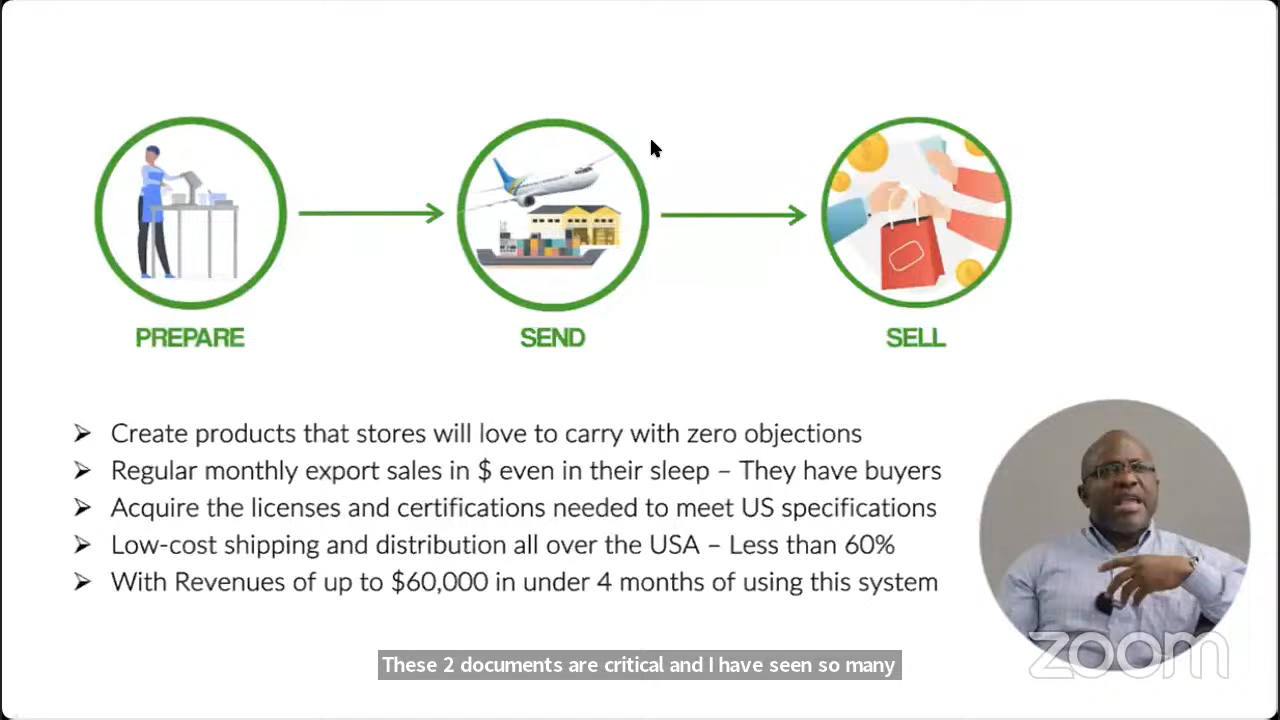 PREPARE
SEND
SELL
➢ Create products that stores will love to carry with zero objections
➢ Regular monthly export sales in $ even in their sleep – They have buyers
➢ Acquire the licenses and certifications needed to meet US specifications
➢ Low-cost shipping and distribution all over the USA – Less than 60%
➢ With Revenues of up to $60,000 in under 4 months of using this system
zoom
These 2 documents are critical and I have seen so many